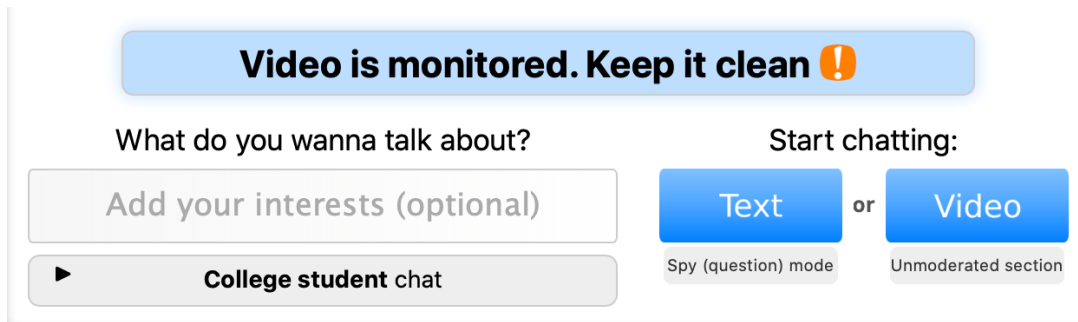 Video is monitored. Keep it clean❗
What do you wanna talk about?
Add your interests (optional)
College student chat
Start chatting:
Text or Video
Spy (question) mode
Unmoderated section